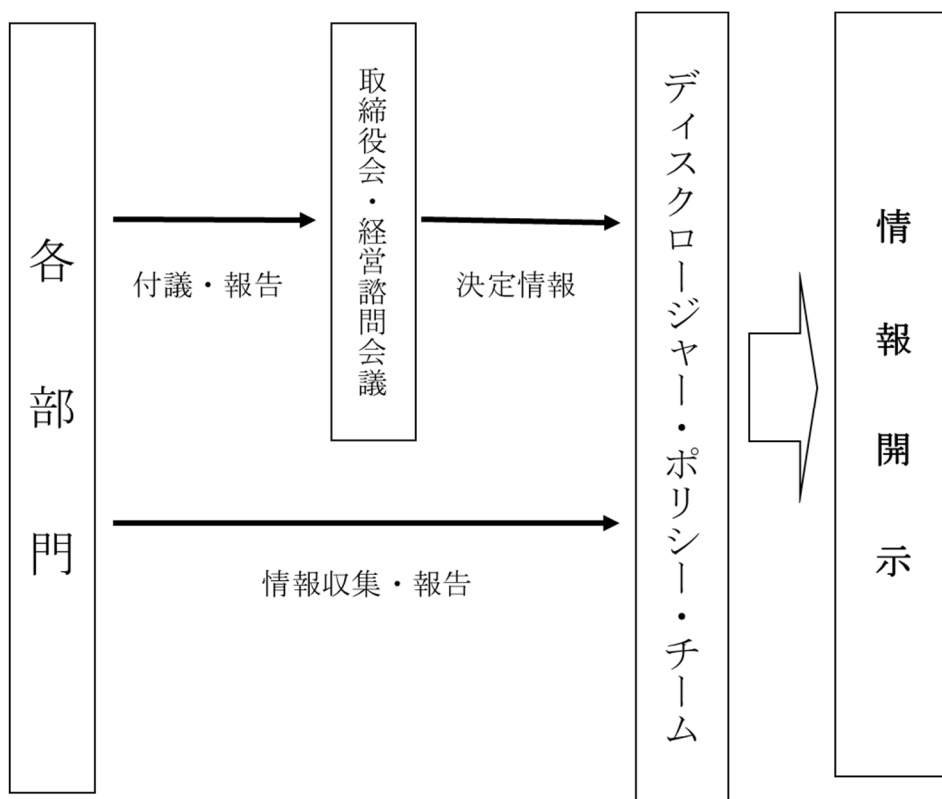 各部門
付議・報告
取締役会・経営諮問会議
決定情報
情報収集・報告
ディスクロージャー・ポリシー・チーム
情報開示